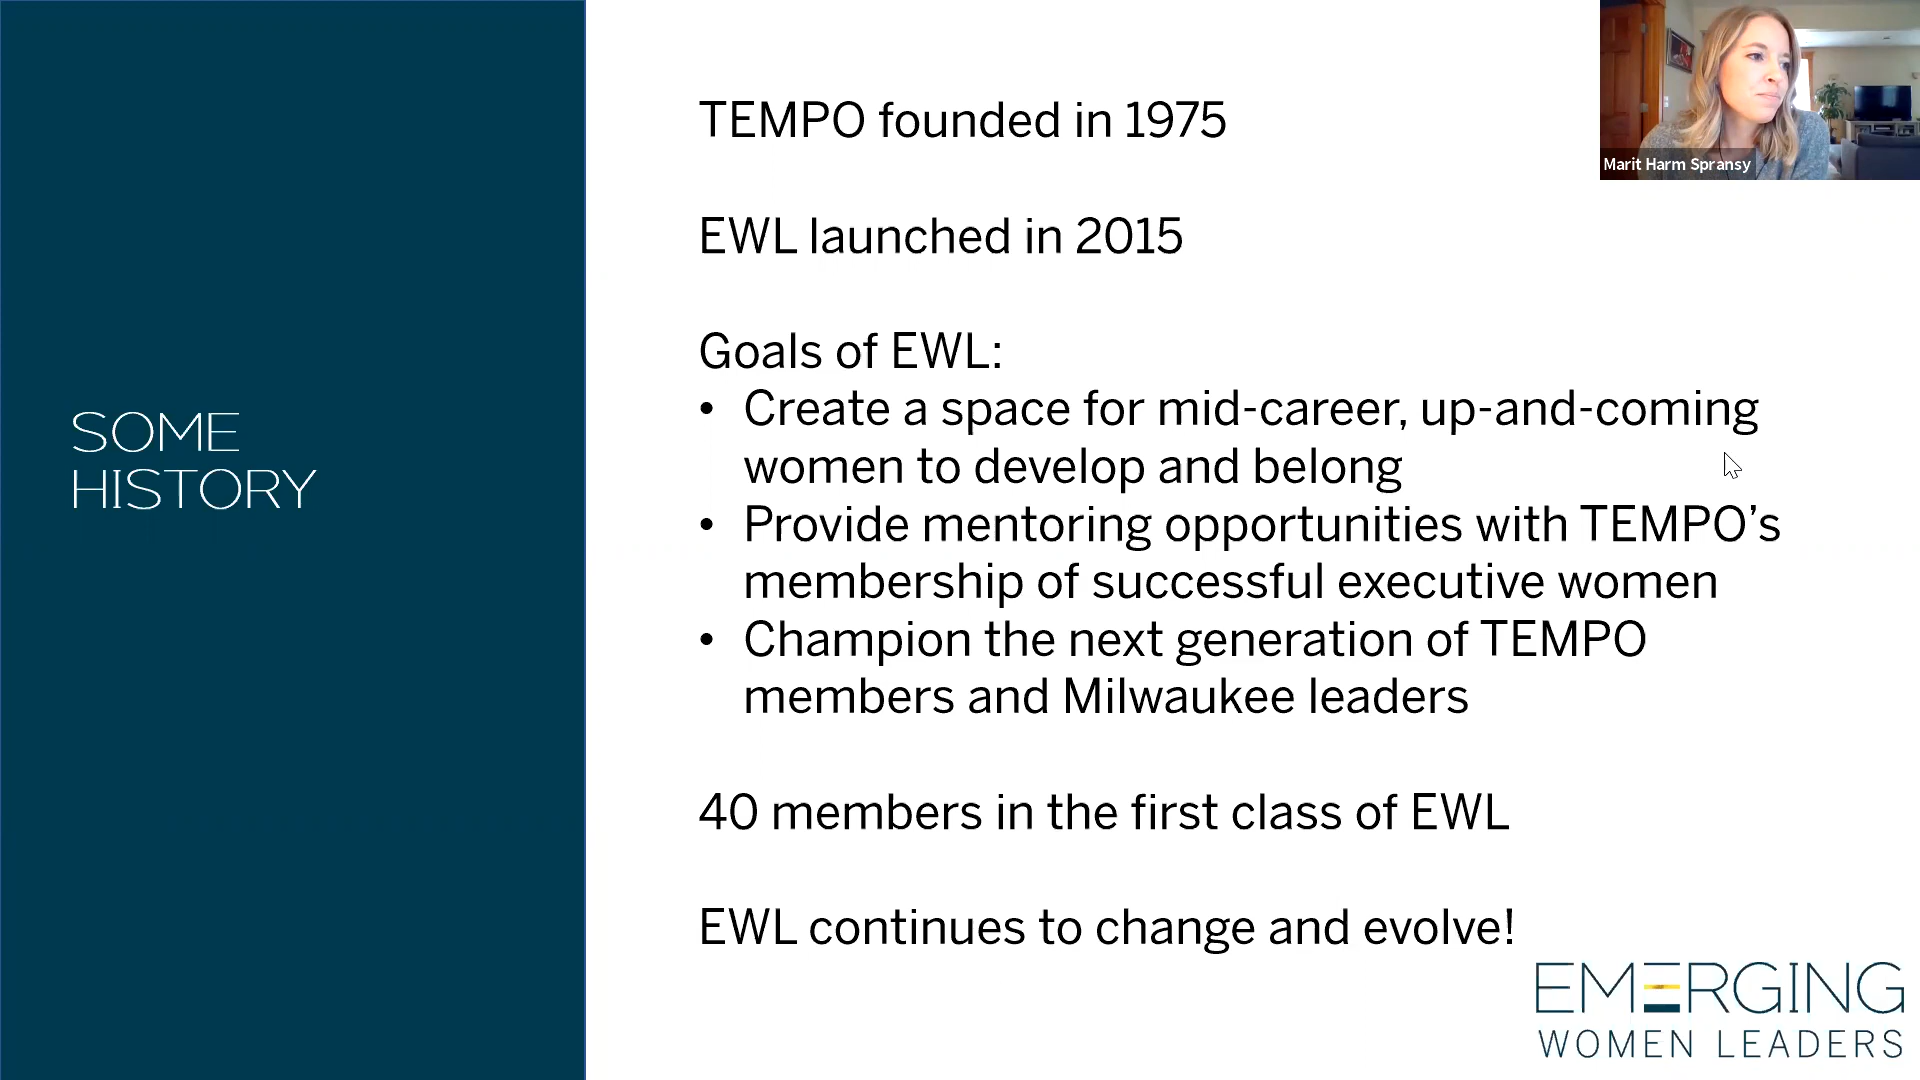 SOME
HISTORY
TEMPO founded in 1975
EWL launched in 2015
Goals of EWL:
• Create a space for mid-career, up-and-coming
women to develop and belong
• Provide mentoring opportunities with TEMPO’s
membership of successful executive women
• Champion the next generation of TEMPO
members and Milwaukee leaders
40 members in the first class of EWL
EWL continues to change and evolve!
Marit Harm Spransy
EMERGING
WOMEN LEADERS